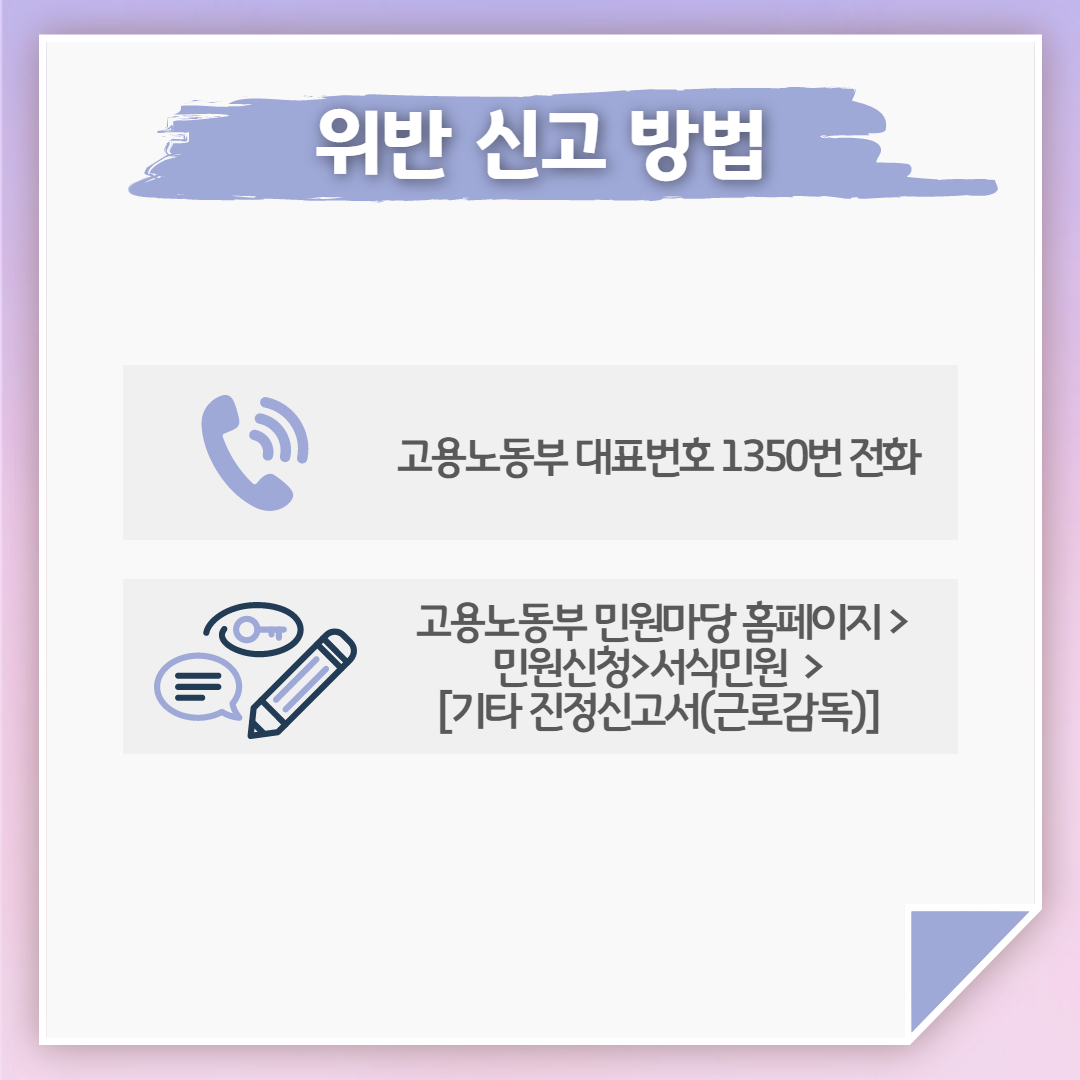 위반 신고 방법
고용노동부 대표번호 1350번 전화
고용노동부 민원마당 홈페이지 >
민원신청>서식민원 >
[기타 진정신고서(근로감독)]